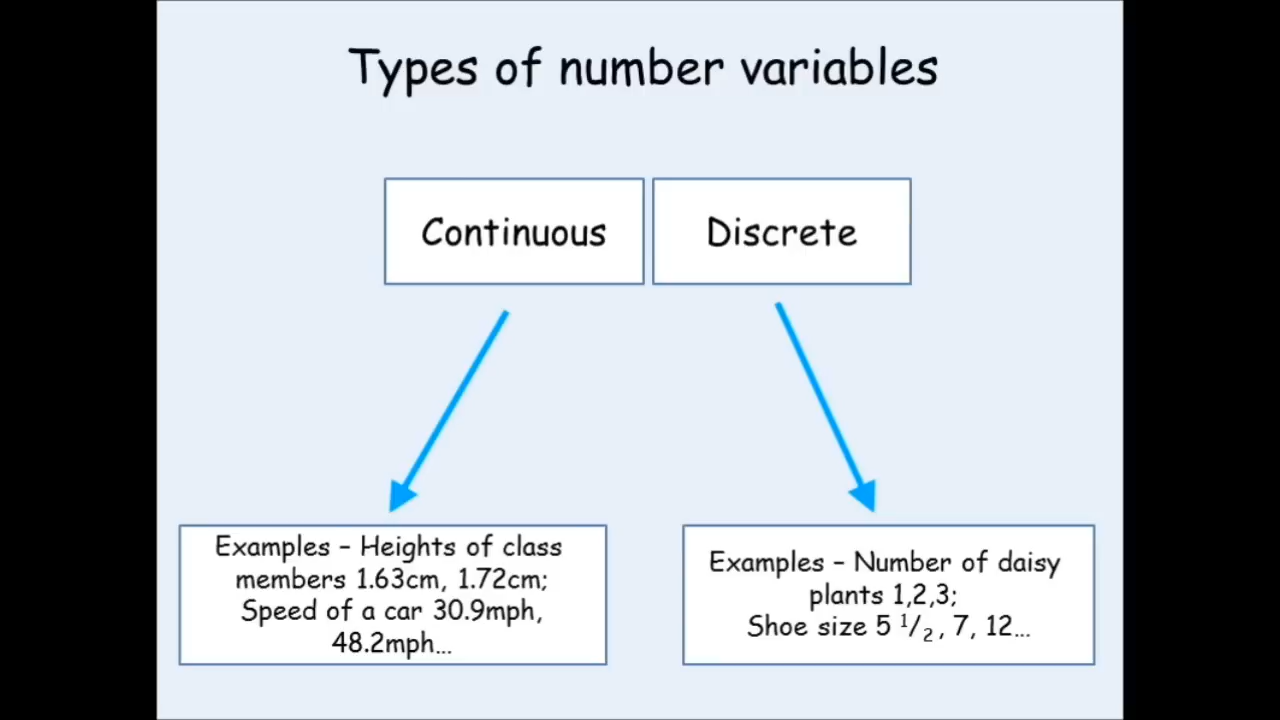 Types of number variables
Continuous
Discrete
Examples – Heights of class
members 1.63cm, 1.72cm;
Speed of a car 30.9mph,
48.2mph…
Examples – Number of daisy
plants 1,2,3;
Shoe size 5 1/2 , 7, 12…